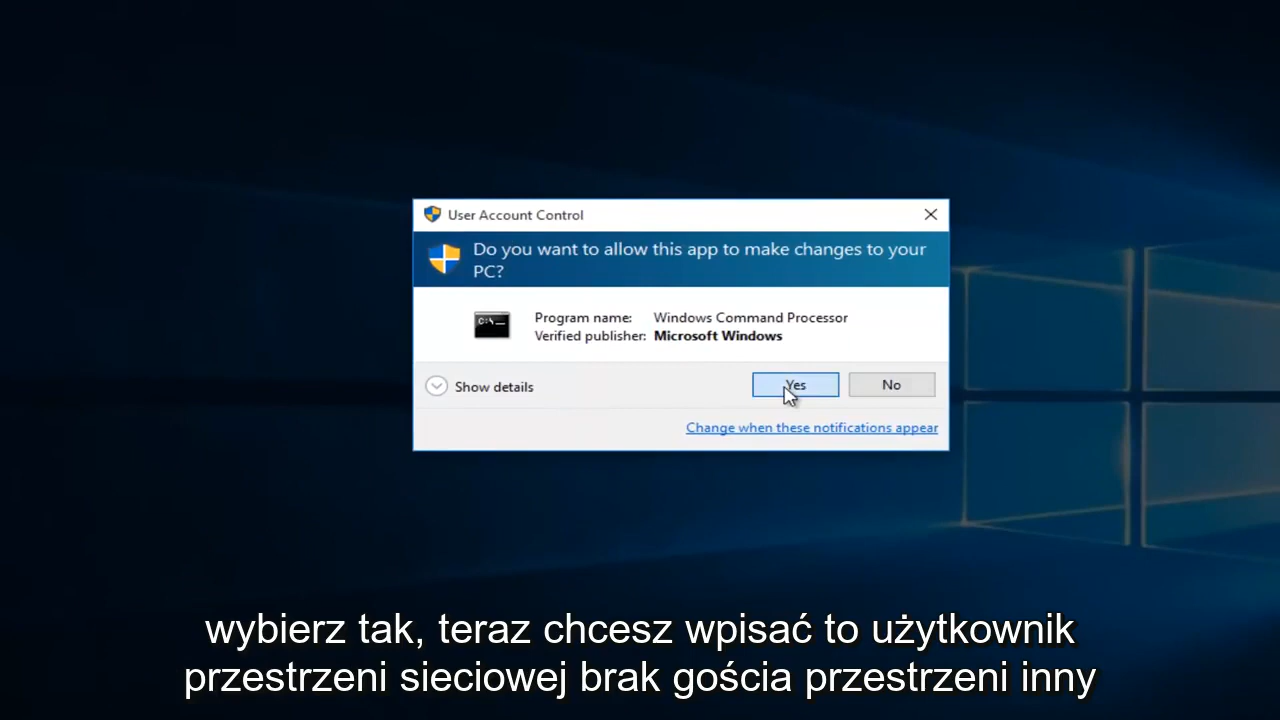 User Account Control
Do you want to allow this app to make changes to your
PC?
C:\_
Program name: Windows Command Processor
Verified publisher: Microsoft Windows
Show details
Yes
No
Change when these notifications appear
wybierz tak, teraz chcesz wpisać to użytkownik
przestrzeni sieciowej brak gościa przestrzeni inny